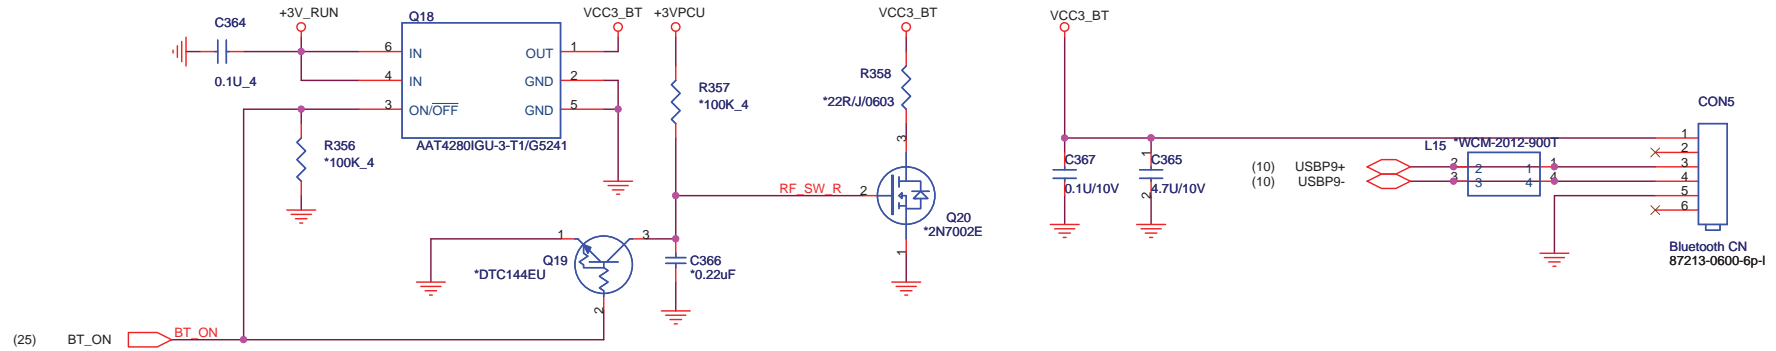 C364
0.1U_4
+3V_RUN
Q18
6 IN
4 IN
3 ON/OFF
OUT 1
GND 2
GND 5
AAT4280IGU-3-T1/G5241
VCC3_BT
+3VPCU
R356
*100K_4
R357
*100K_4
VCC3_BT
R358
*22R/J/0603
3
RF_SW_R
2
Q20
*2N7002E
1
1
3
Q19
*DTC144EU
2
C366
*0.22uF
(25) BT_ON
BT_ON
VCC3_BT
C367
0.1U/10V
1
C365
4.7U/10V
2
(10) USBP9+
(10) USBP9-
L15
*WCM-2012-900T
2 2 1 1
3 3 4 4
CON5
1
2
3
4
5
6
Bluetooth CN
87213-0600-6p-l